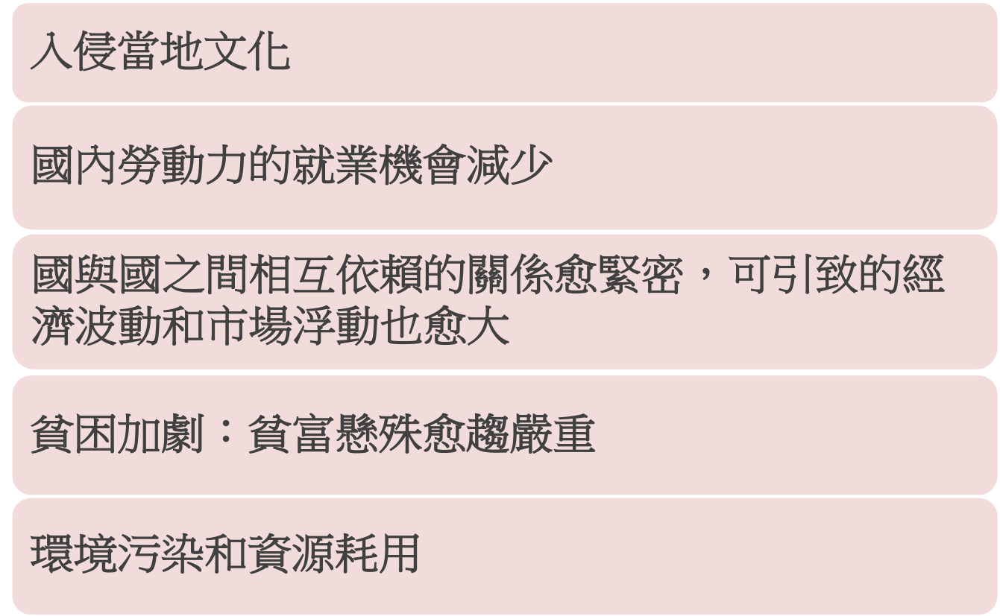 入侵當地文化
國內勞動力的就業機會減少
國與國之間相互依賴的關係愈緊密，可引致的經
濟波動和市場浮動也愈大
貧困加劇：貧富懸殊愈趨嚴重
環境污染和資源耗用